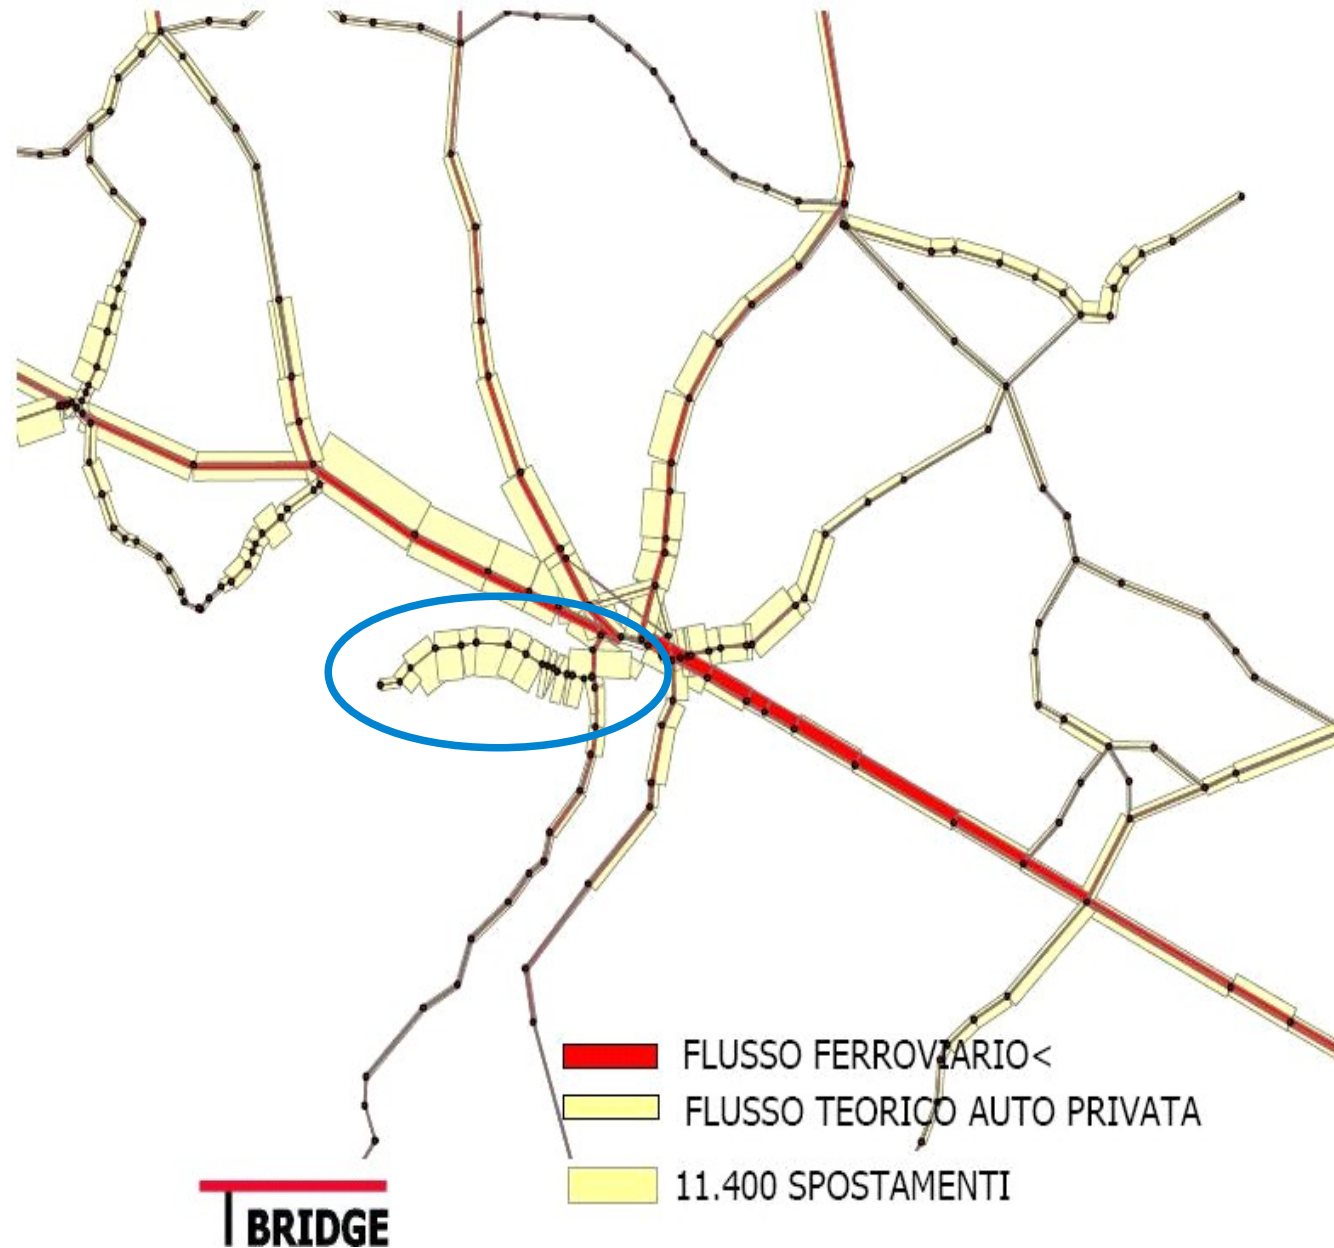 FLUSSO FERROVIARIO<
FLUSSO TEORICO AUTO PRIVATA
11.400 SPOSTAMENTI
BRIDGE